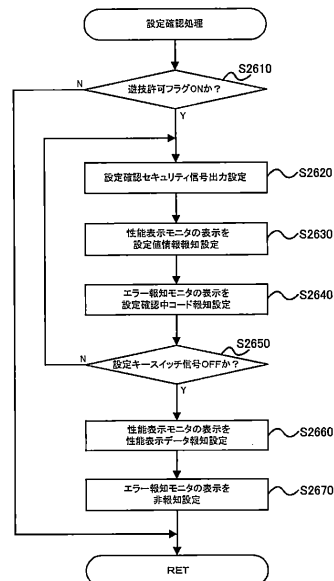 設定確認処理
S2610
遊技許可フラグONか?
N
Y
設定確認セキュリティ信号出力設定
S2620
性能表示モニタの表示を
設定値情報報知設定
S2630
エラー報知モニタの表示を
設定確認中コード報知設定
S2640
S2650
設定キースイッチ信号OFFか?
N
Y
性能表示モニタの表示を
性能表示データ報知設定
S2660
エラー報知モニタの表示を
非報知設定
S2670
RET